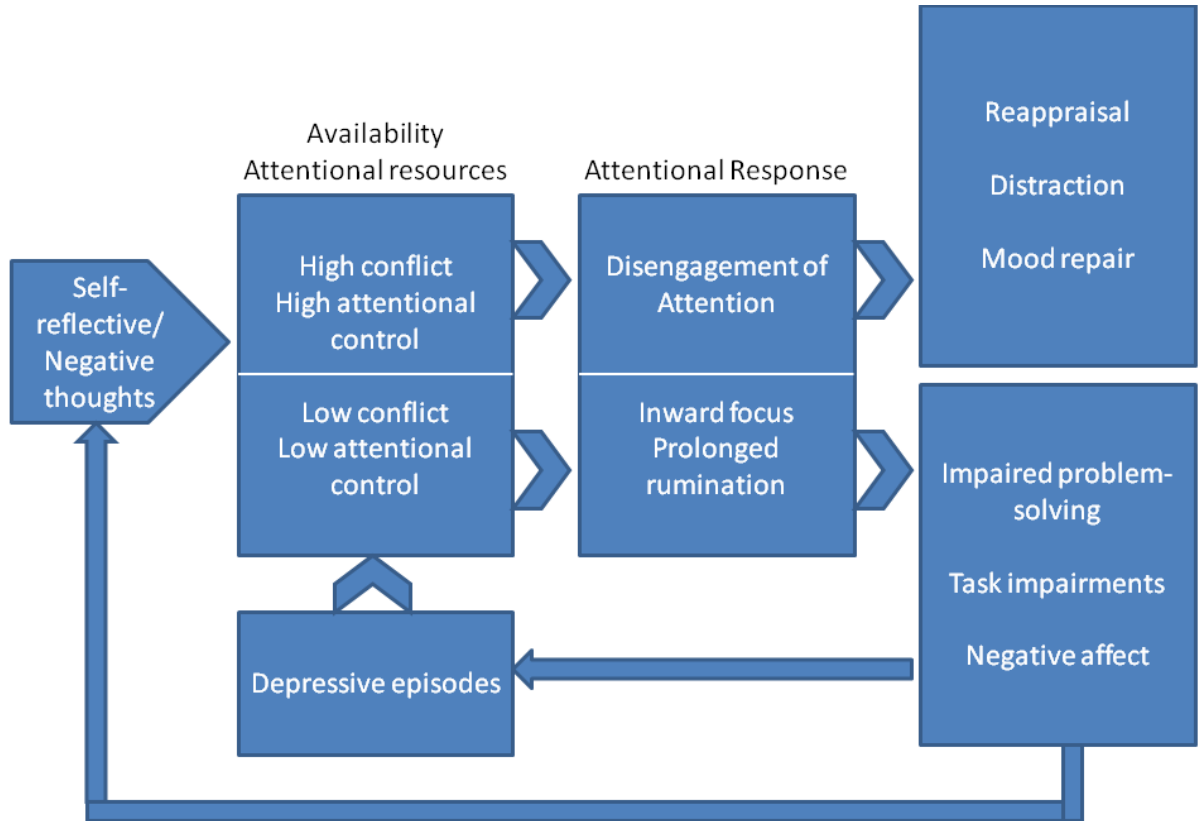 Reappraisal
Distraction
Mood repair
Availability
Attentional resources
Attentional Response
High conflict
High attentional
control
Disengagement of
Attention
Self-
reflective/
Negative
thoughts
Low conflict
Low attentional
control
Inward focus
Prolonged
rumination
Impaired problem-
solving
Task impairments
Negative affect
Depressive episodes